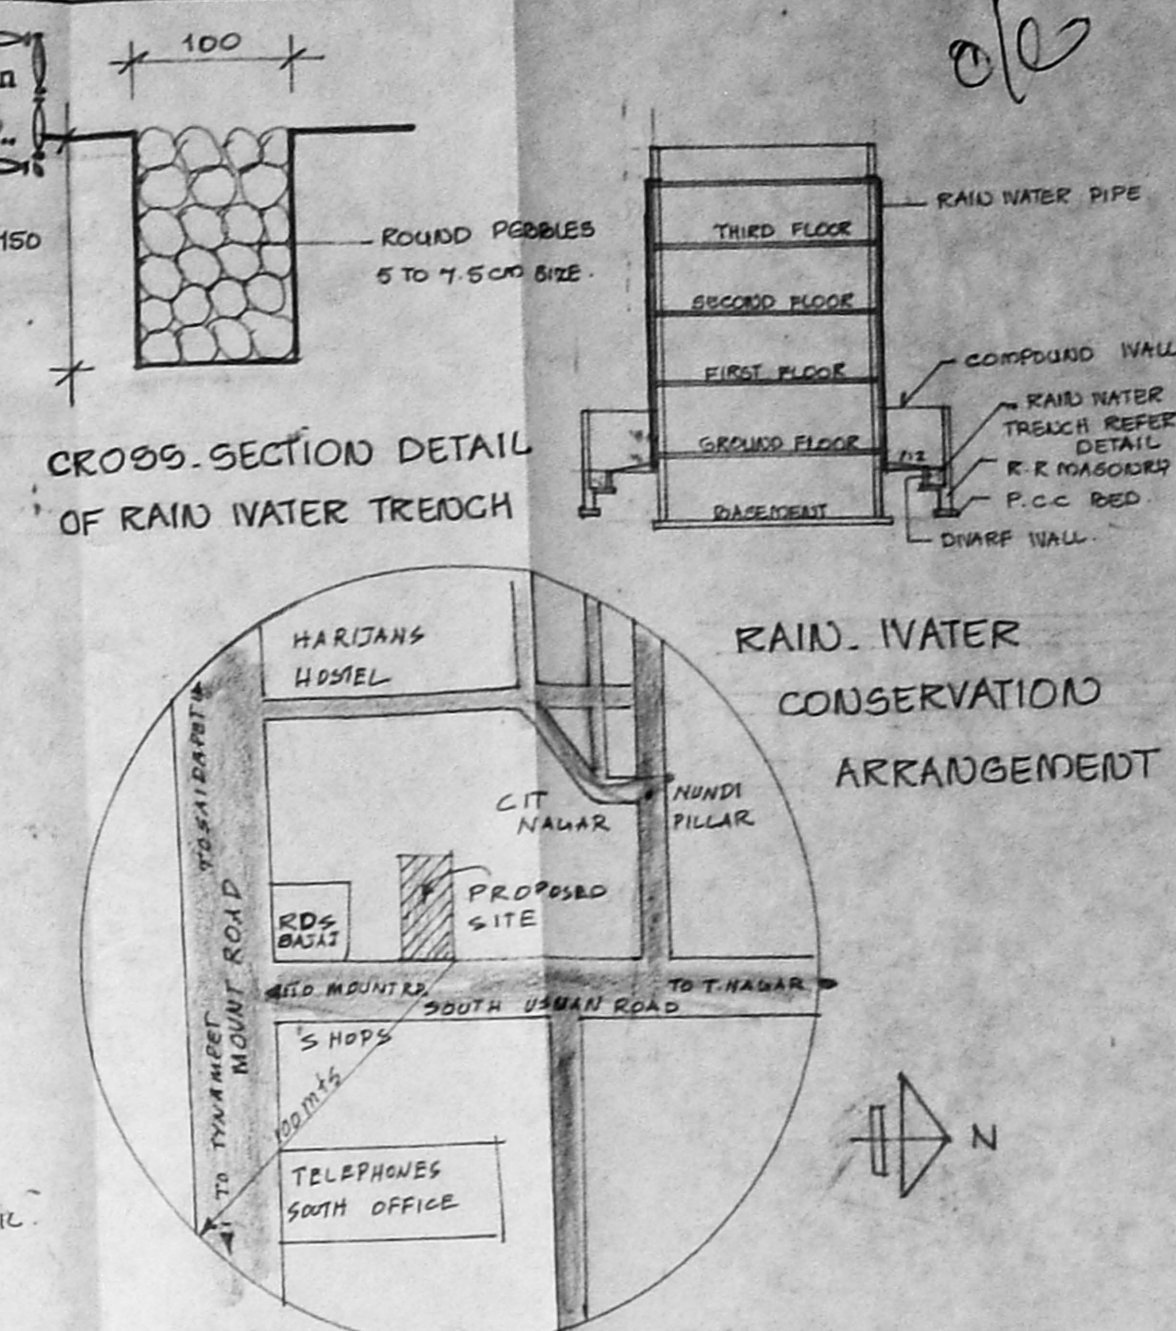 100
150
ROUND PEBBLES
5 TO 7.5 CM SIZE.
CROSS-SECTION DETAIL
OF RAIN WATER TRENCH
RAIN WATER PIPE
THIRD FLOOR
SECOND FLOOR
FIRST FLOOR
GROUND FLOOR
BASEMENT
COMPOUND WALL
RAIN WATER
TRENCH REFER
DETAIL
R.R MASONRY
P.C.C BED.
DWARF WALL.
RAIN-WATER
CONSERVATION
ARRANGEMENT
HARIJANS
HOSTEL
TO SAIDAPET
MOUNT ROAD
TO TYNAMPET
CIT
NAGAR
NUNDI
PILLAR
PROPOSED
SITE
RDS
BAJAJ
TO MOUNT RD.
SOUTH USMAN ROAD
TO T.NAGAR
SHOPS
100 mts
TELEPHONES
SOUTH OFFICE
N